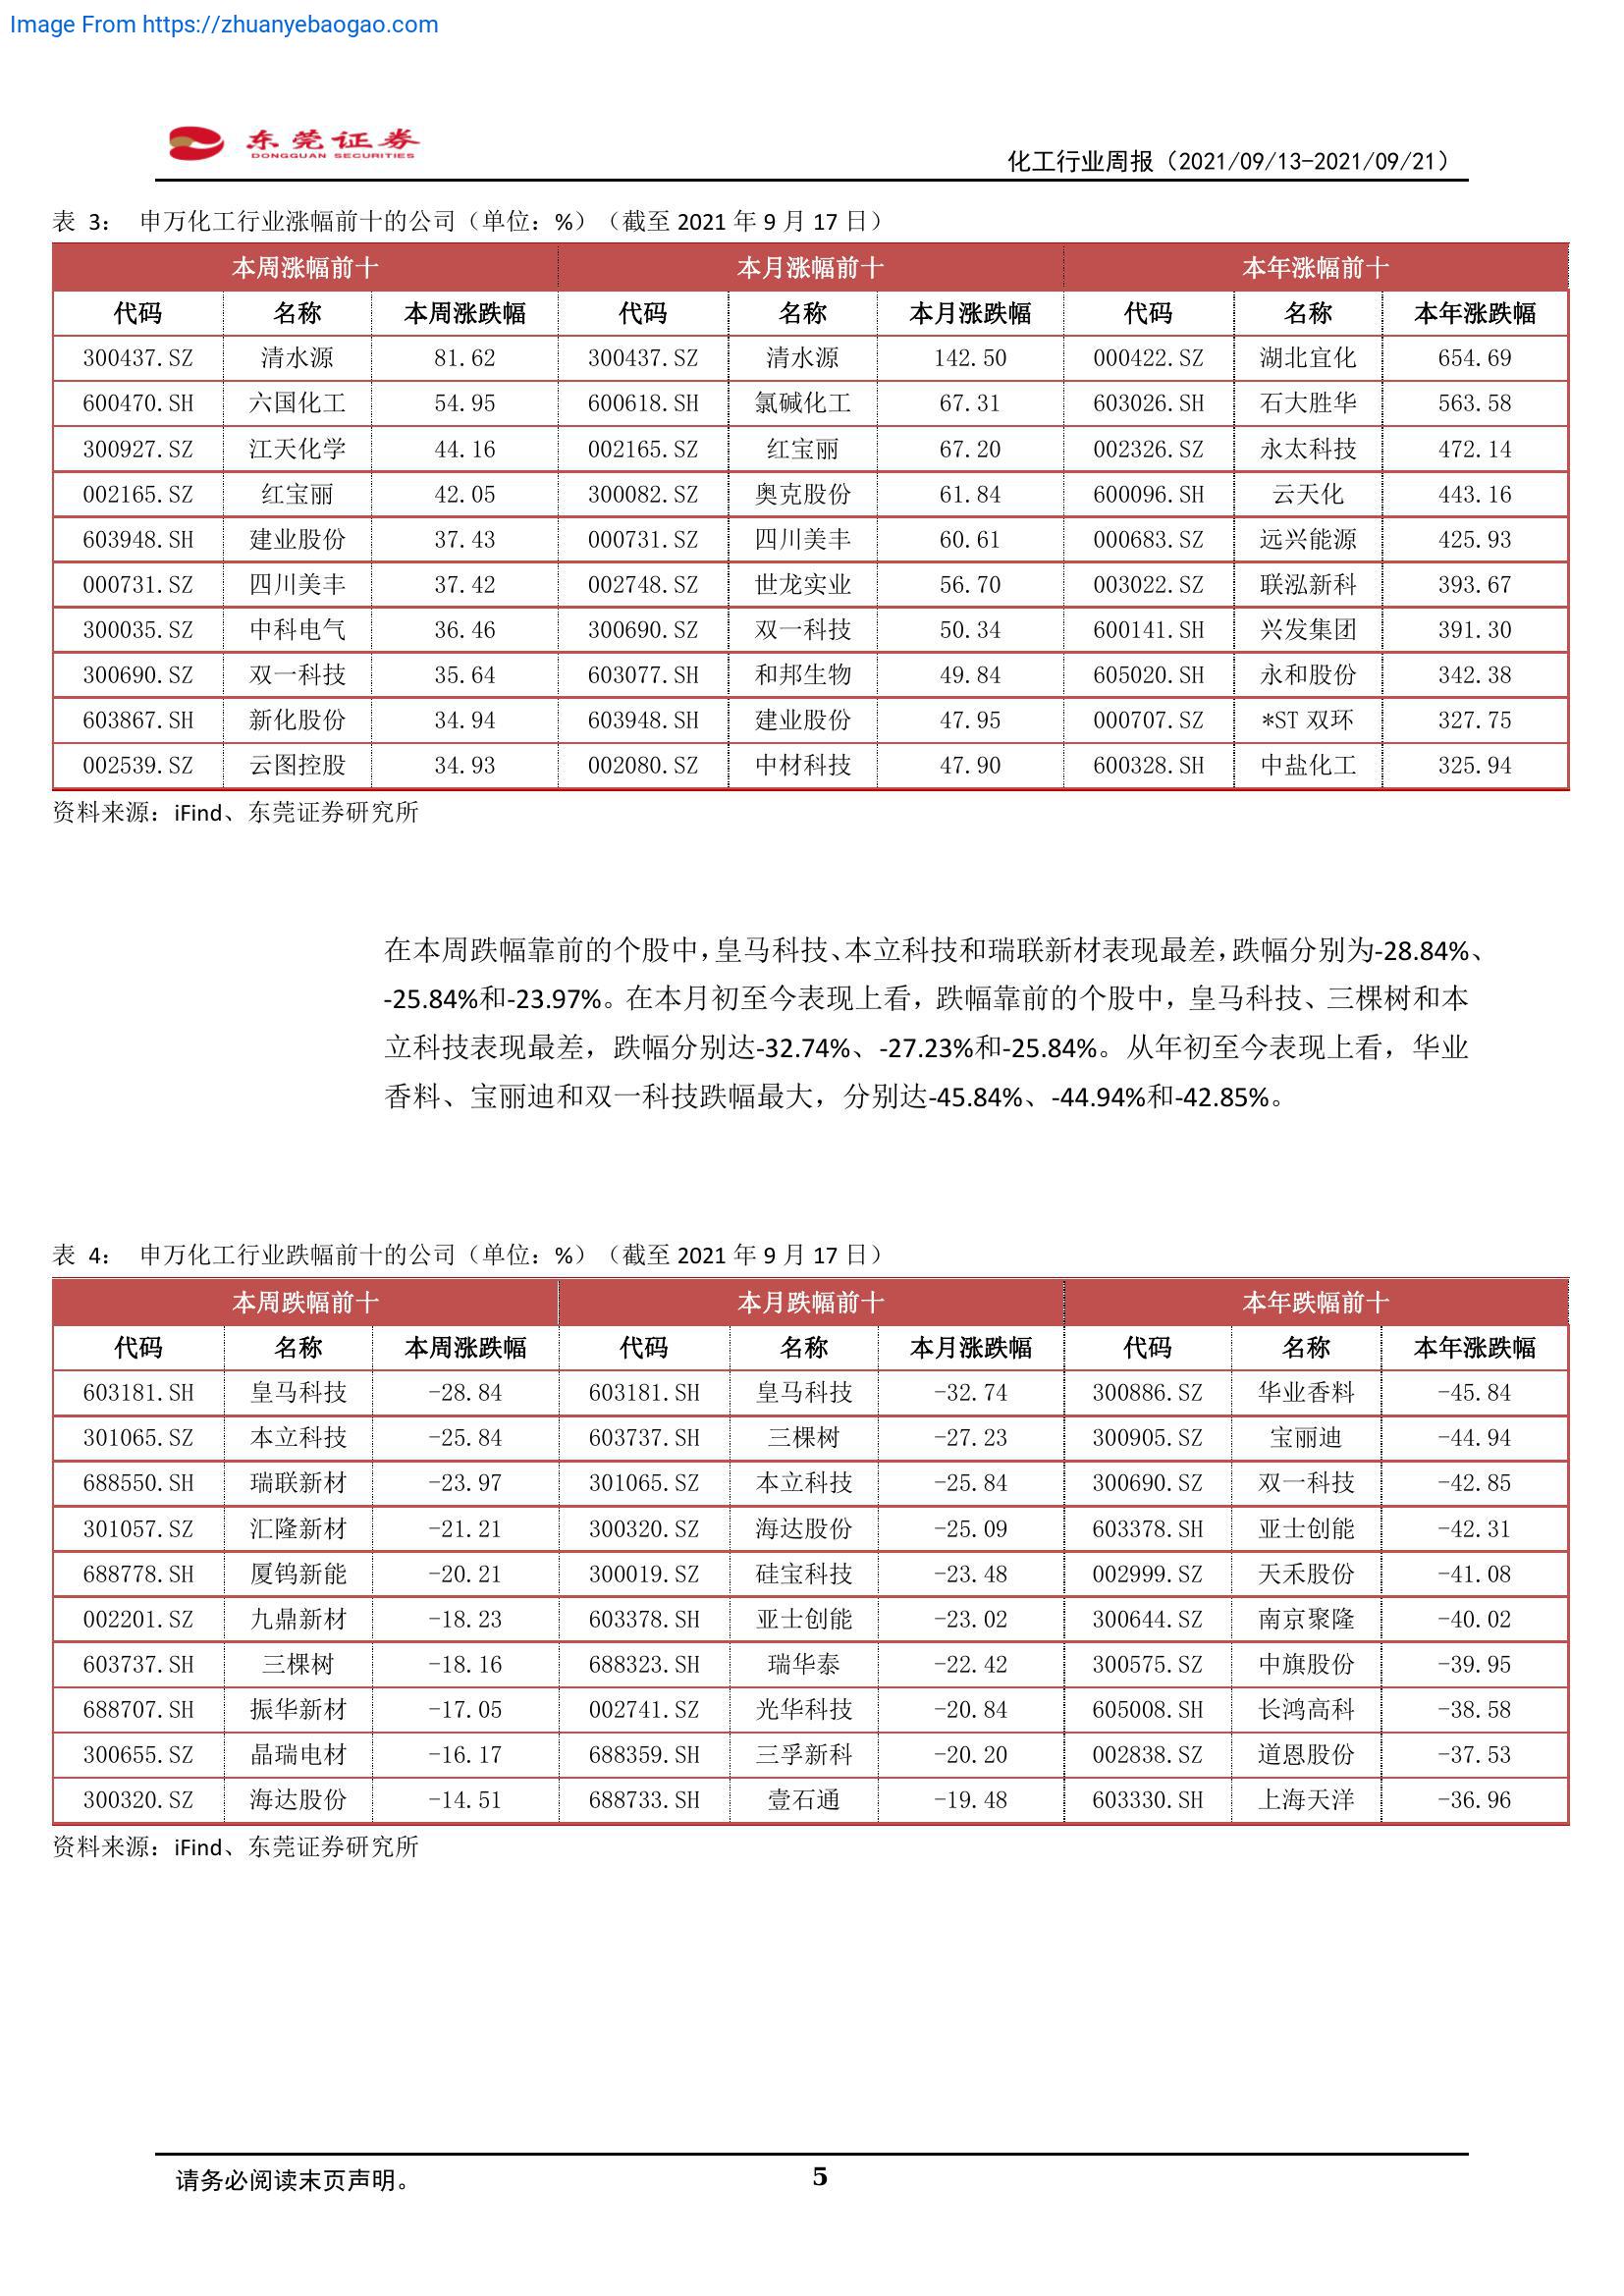 Image From https://zhuanyebaogao.com
东莞证券
DONGGUAN SECURITIES
化工行业周报（2021/09/13-2021/09/21）
表 3： 申万化工行业涨幅前十的公司（单位：%）（截至 2021 年 9 月 17 日）
本周涨幅前十 本月涨幅前十 本年涨幅前十
代码 名称 本周涨跌幅 代码 名称 本月涨跌幅 代码 名称 本年涨跌幅
300437.SZ 清水源 81.62 300437.SZ 清水源 142.50 000422.SZ 湖北宜化 654.69
600470.SH 六国化工 54.95 600618.SH 氯碱化工 67.31 603026.SH 石大胜华 563.58
300927.SZ 江天化学 44.16 002165.SZ 红宝丽 67.20 002326.SZ 永太科技 472.14
002165.SZ 红宝丽 42.05 300082.SZ 奥克股份 61.84 600096.SH 云天化 443.16
603948.SH 建业股份 37.43 000731.SZ 四川美丰 60.61 000683.SZ 远兴能源 425.93
000731.SZ 四川美丰 37.42 002748.SZ 世龙实业 56.70 003022.SZ 联泓新科 393.67
300035.SZ 中科电气 36.46 300690.SZ 双一科技 50.34 600141.SH 兴发集团 391.30
300690.SZ 双一科技 35.64 603077.SH 和邦生物 49.84 605020.SH 永和股份 342.38
603867.SH 新化股份 34.94 603948.SH 建业股份 47.95 000707.SZ *ST 双环 327.75
002539.SZ 云图控股 34.93 002080.SZ 中材科技 47.90 600328.SH 中盐化工 325.94
资料来源：iFind、东莞证券研究所
在本周跌幅靠前的个股中，皇马科技、本立科技和瑞联新材表现最差，跌幅分别为-28.84%、
-25.84%和-23.97%。在本月初至今表现上看，跌幅靠前的个股中，皇马科技、三棵树和本
立科技表现最差，跌幅分别达-32.74%、-27.23%和-25.84%。从年初至今表现上看，华业
香料、宝丽迪和双一科技跌幅最大，分别达-45.84%、-44.94%和-42.85%。
表 4： 申万化工行业跌幅前十的公司（单位：%）（截至 2021 年 9 月 17 日）
本周跌幅前十 本月跌幅前十 本年跌幅前十
代码 名称 本周涨跌幅 代码 名称 本月涨跌幅 代码 名称 本年涨跌幅
603181.SH 皇马科技 -28.84 603181.SH 皇马科技 -32.74 300886.SZ 华业香料 -45.84
301065.SZ 本立科技 -25.84 603737.SH 三棵树 -27.23 300905.SZ 宝丽迪 -44.94
688550.SH 瑞联新材 -23.97 301065.SZ 本立科技 -25.84 300690.SZ 双一科技 -42.85
301057.SZ 汇隆新材 -21.21 300320.SZ 海达股份 -25.09 603378.SH 亚士创能 -42.31
688778.SH 厦钨新能 -20.21 300019.SZ 硅宝科技 -23.48 002999.SZ 天禾股份 -41.08
002201.SZ 九鼎新材 -18.23 603378.SH 亚士创能 -23.02 300644.SZ 南京聚隆 -40.02
603737.SH 三棵树 -18.16 688323.SH 瑞华泰 -22.42 300575.SZ 中旗股份 -39.95
688707.SH 振华新材 -17.05 002741.SZ 光华科技 -20.84 605008.SH 长鸿高科 -38.58
300655.SZ 晶瑞电材 -16.17 688359.SH 三孚新科 -20.20 002838.SZ 道恩股份 -37.53
300320.SZ 海达股份 -14.51 688733.SH 壹石通 -19.48 603330.SH 上海天洋 -36.96
资料来源：iFind、东莞证券研究所
请务必阅读末页声明。
5